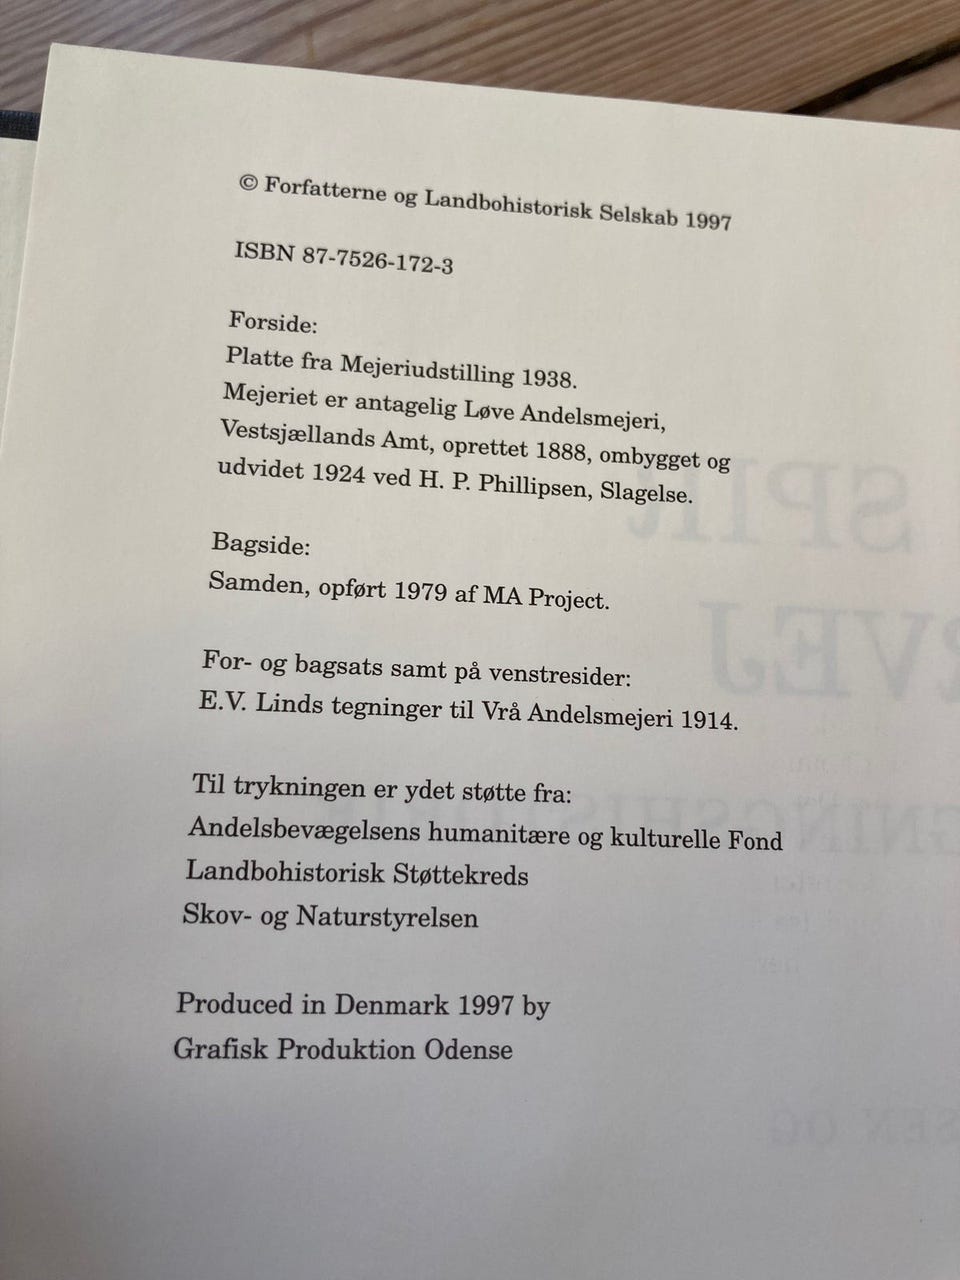 © Forfatterne og Landbohistorisk Selskab 1997
ISBN 87-7526-172-3
Forside:
Platte fra Mejeriudstilling 1938.
Mejeriet er antagelig Løve Andelsmejeri,
Vestsjællands Amt, oprettet 1888, ombygget og
udvidet 1924 ved H. P. Phillipsen, Slagelse.
Bagside:
Samden, opført 1979 af MA Project.
For- og bagsats samt på venstresider:
E.V. Linds tegninger til Vrå Andelsmejeri 1914.
Til trykningen er ydet støtte fra:
Andelsbevægelsens humanitære og kulturelle Fond
Landbohistorisk Støttekreds
Skov- og Naturstyrelsen
Produced in Denmark 1997 by
Grafisk Produktion Odense